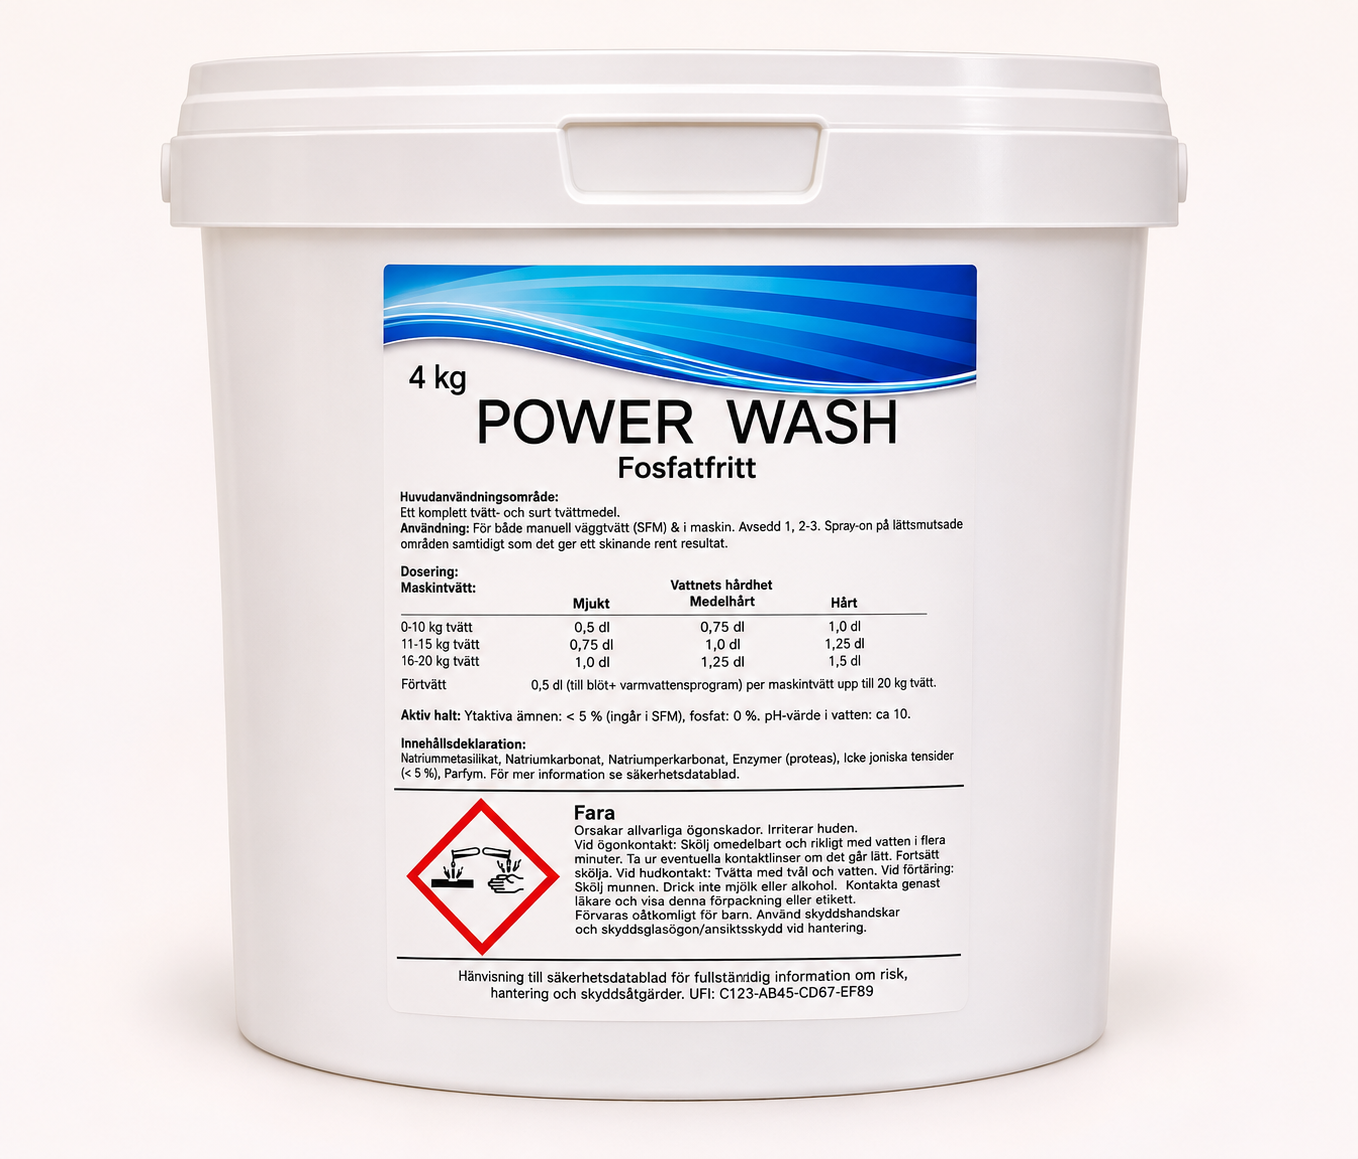 4 kg
POWER WASH
Fosfatfritt
Huvudanvändningsområde:
Ett komplett tvätt- och surt tvättmedel.
Användning: För både manuell väggtvätt (SFM) & i maskin. Avsedd 1, 2-3. Spray-on på lättsmutsade
områden samtidigt som det ger ett skinande rent resultat.
Dosering:
Maskintvätt: Vattnets hårdhet
Mjukt Medelhårt Hårt
0-10 kg tvätt 0,5 dl 0,75 dl 1,0 dl
11-15 kg tvätt 0,75 dl 1,0 dl 1,25 dl
16-20 kg tvätt 1,0 dl 1,25 dl 1,5 dl
Förtvätt 0,5 dl (till blöt+ varmvattensprogram) per maskintvätt upp till 20 kg tvätt.
Aktiv halt: Ytaktiva ämnen: < 5 % (ingår i SFM), fosfat: 0 %. pH-värde i vatten: ca 10.
Innehållsdeklaration:
Natriummetasilikat, Natriumkarbonat, Natriumperkarbonat, Enzymer (proteas), Icke joniska tensider
(< 5 %), Parfym. För mer information se säkerhetsdatablad.
Fara
Orsakar allvarliga ögonskador. Irriterar huden.
Vid ögonkontakt: Skölj omedelbart och rikligt med vatten i flera
minuter. Ta ur eventuella kontaktlinser om det går lätt. Fortsätt
skölja. Vid hudkontakt: Tvätta med tvål och vatten. Vid förtäring:
Skölj munnen. Drick inte mjölk eller alkohol. Kontakta genast
läkare och visa denna förpackning eller etikett.
Förvaras oåtkomligt för barn. Använd skyddshandskar
och skyddsglasögon/ansiktsskydd vid hantering.
Hänvisning till säkerhetsdatablad för fullständig information om risk,
hantering och skyddsåtgärder. UFI: C123-AB45-CD67-EF89